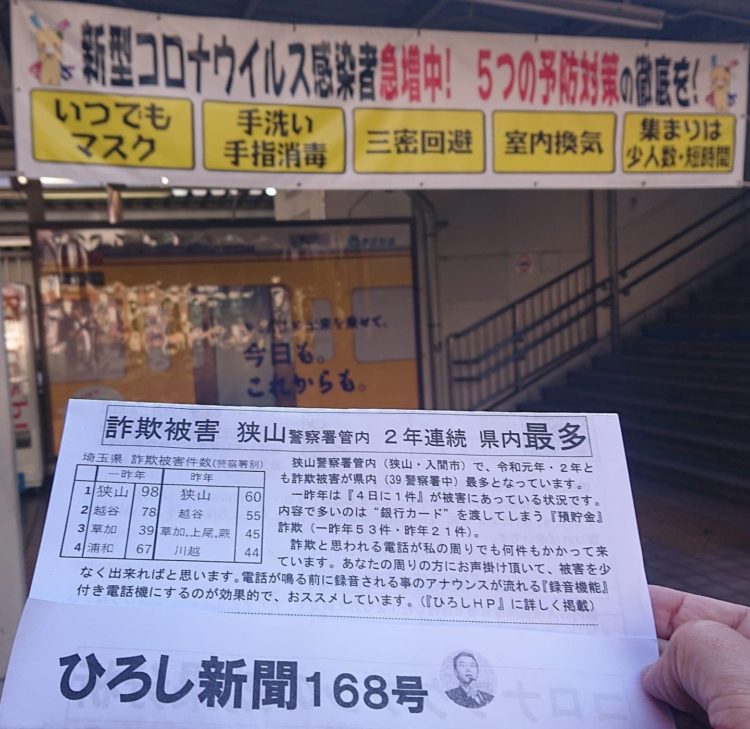 新型コロナウイルス感染者急増中! 5つの予防対策の徹底を!
いつでも
マスク
手洗い
手指消毒
三密回避
室内換気
集まりは
少人数・短時間
今日も。
これからも。
詐欺被害 狭山警察署管内 2年連続 県内最多
埼玉県 詐欺被害件数(警察署別)
一昨年 昨年
1 狭山 98 狭山 60
2 越谷 78 越谷 55
3 草加 39 草加,上尾,蕨 45
4 浦和 67 川越 44
狭山警察署管内(狭山・入間市)で、令和元年・2年と
も詐欺被害が県内(39警察署中)最多となっています。
一昨年は『4日に1件』が被害にあっている状況です。
内容で多いのは"銀行カード"を渡してしまう『預貯金』
詐欺(一昨年53件・昨年21件)。
詐欺と思われる電話が私の周りでも何件もかかって来
ています。あなたの周りの方にお声掛け頂いて、被害を少
なく出来ればと思います。電話が鳴る前に録音される事のアナウンスが流れる『録音機能』
付き電話機にするのが効果的で、おススメしています。(『ひろしHP』に詳しく掲載)
ひろし新聞168号